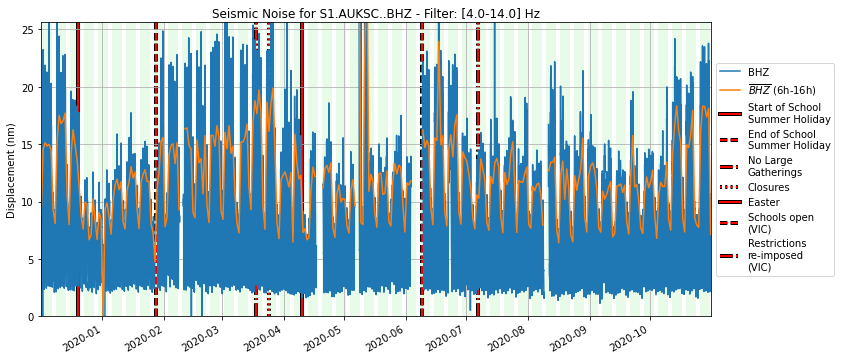 Seismic Noise for S1.AUKSC..BHZ - Filter: [4.0-14.0] Hz
Displacement (nm)
25
20
15
10
5
0
2020-01
2020-02
2020-03
2020-04
2020-05
2020-06
2020-07
2020-08
2020-09
2020-10
BHZ
BHZ (6h-16h)
Start of School
Summer Holiday
End of School
Summer Holiday
No Large
Gatherings
Closures
Easter
Schools open
(VIC)
Restrictions
re-imposed
(VIC)